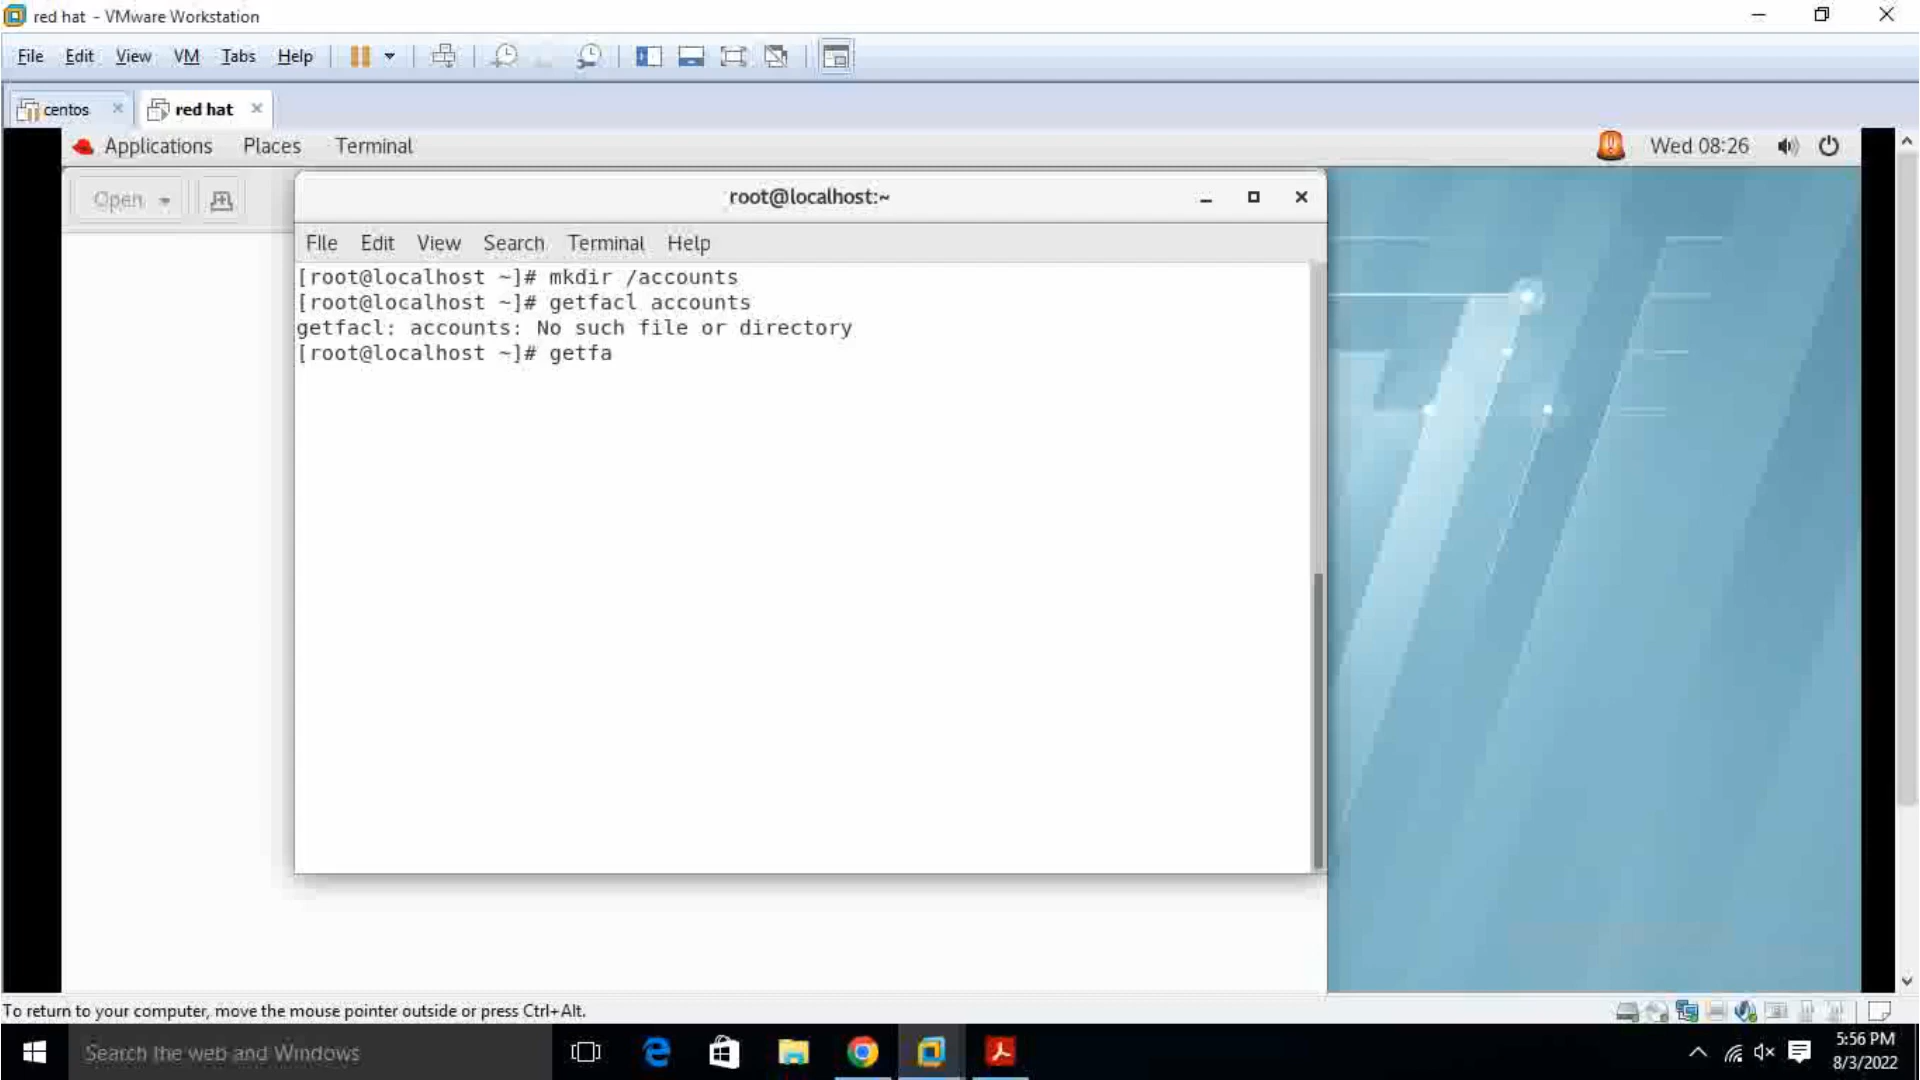 red hat - VMware Workstation
File Edit View VM Tabs Help
centos red hat
Applications Places Terminal Wed 08:26
Open
root@localhost:~
File Edit View Search Terminal Help
[root@localhost ~]# mkdir /accounts
[root@localhost ~]# getfacl accounts
getfacl: accounts: No such file or directory
[root@localhost ~]# getfa
To return to your computer, move the mouse pointer outside or press Ctrl+Alt.
Search the web and Windows
5:56 PM
8/3/2022